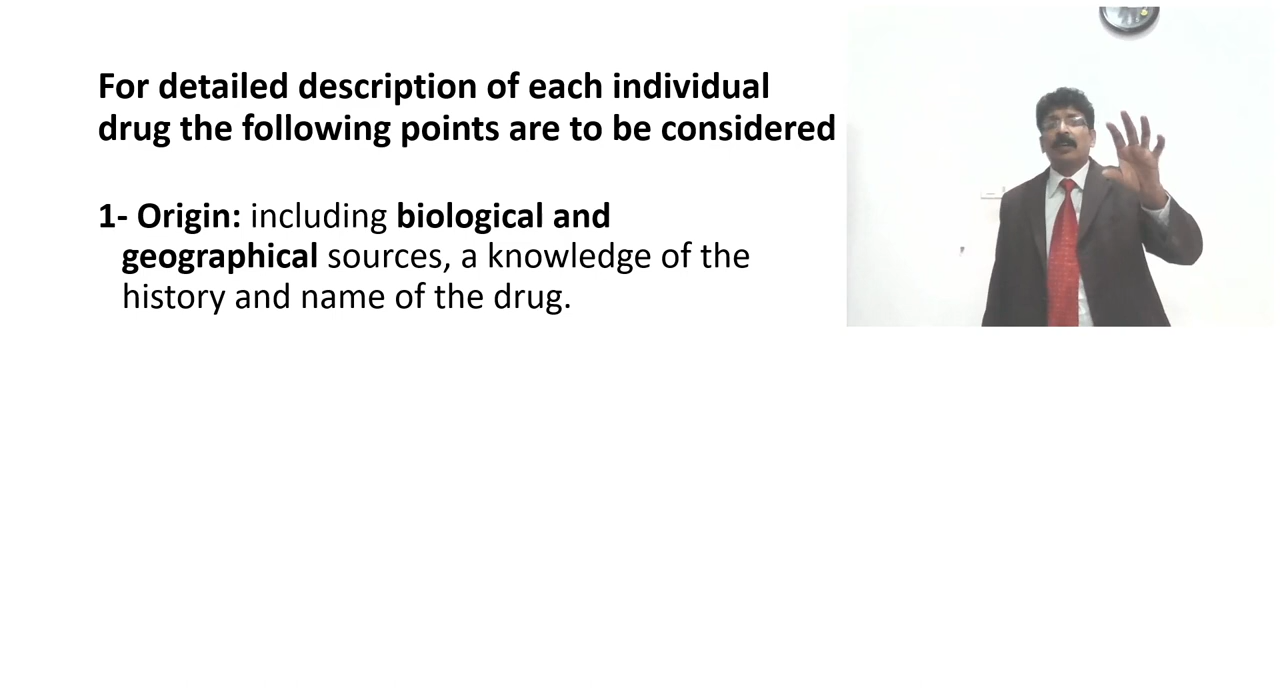 For detailed description of each individual
drug the following points are to be considered
1- Origin: including biological and
geographical sources, a knowledge of the
history and name of the drug.